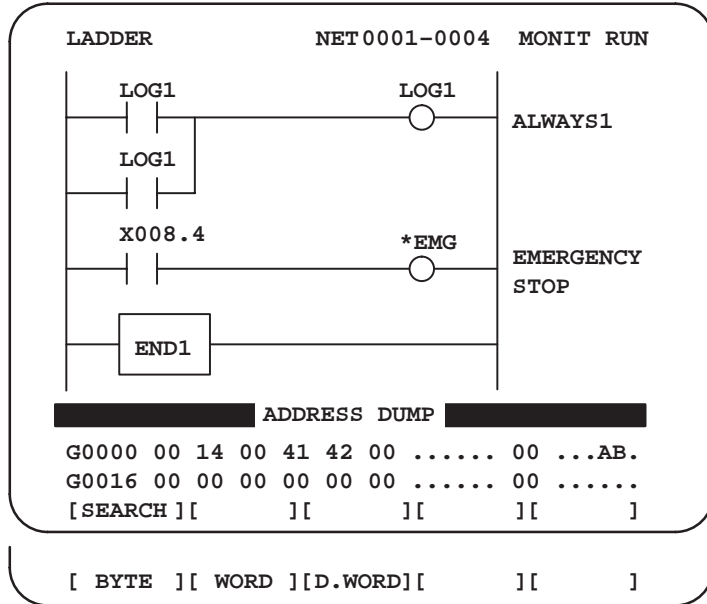 LADDER NET0001-0004 MONIT RUN
LOG1 LOG1
ALWAYS1
LOG1
X008.4 *EMG
EMERGENCY
STOP
END1
ADDRESS DUMP
G0000 00 14 00 41 42 00 ...... 00 ...AB.
G0016 00 00 00 00 00 00 ...... 00 ......
[SEARCH][ ][ ][ ][ ]
[ BYTE ][ WORD ][D.WORD][ ][ ]